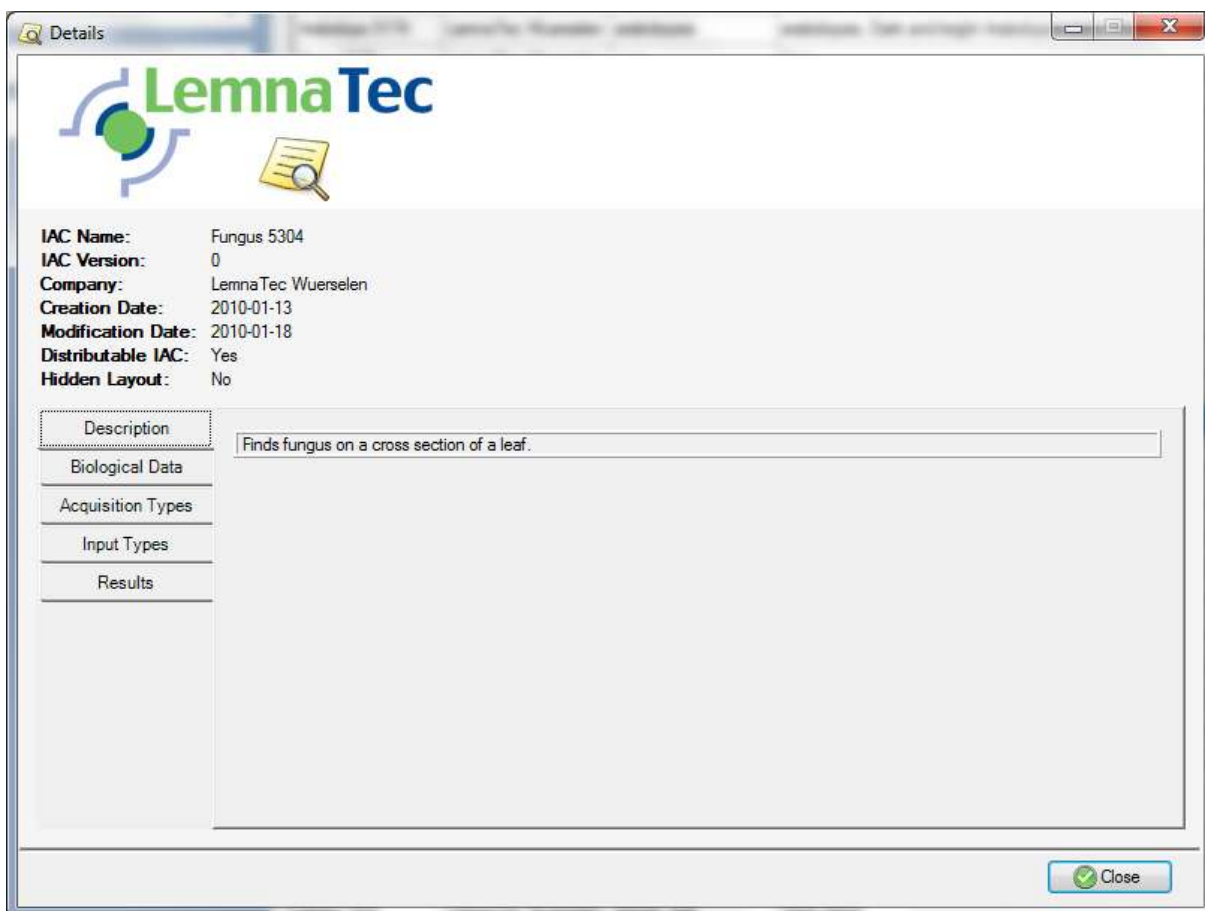 Details
LemnaTec
IAC Name: Fungus 5304
IAC Version: 0
Company: LemnaTec Wuerselen
Creation Date: 2010-01-13
Modification Date: 2010-01-18
Distributable IAC: Yes
Hidden Layout: No
Description
Finds fungus on a cross section of a leaf.
Biological Data
Acquisition Types
Input Types
Results
Close